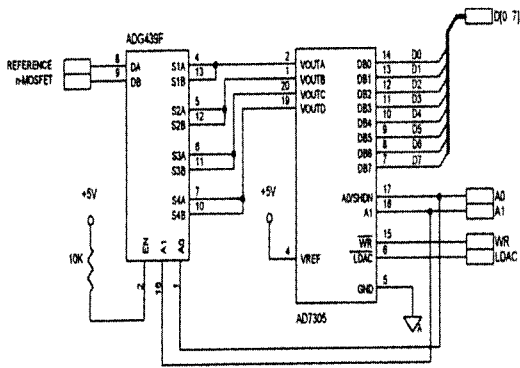 D[0 7]
ADG439F
REFERENCE 8 DA S1A 4 2 VOUTA DB0 14 D0
n-MOSFET 9 DB S1B 13 1 VOUTB DB1 13 D1
20 VOUTC DB2 12 D2
S2A 5 19 VOUTD DB3 11 D3
S2B 12 DB4 10 D4
DB5 9 D5
S3A 6 DB6 8 D6
S3B 11 DB7 7 D7
+5V S4A 7 +5V A0/SHDN 17 A0
S4B 10 A1 18 A1
10K EN A1 A0 4 VREF WR 15 WR
LDAC 6 LDAC
2 1 GND 5
AD7305 A